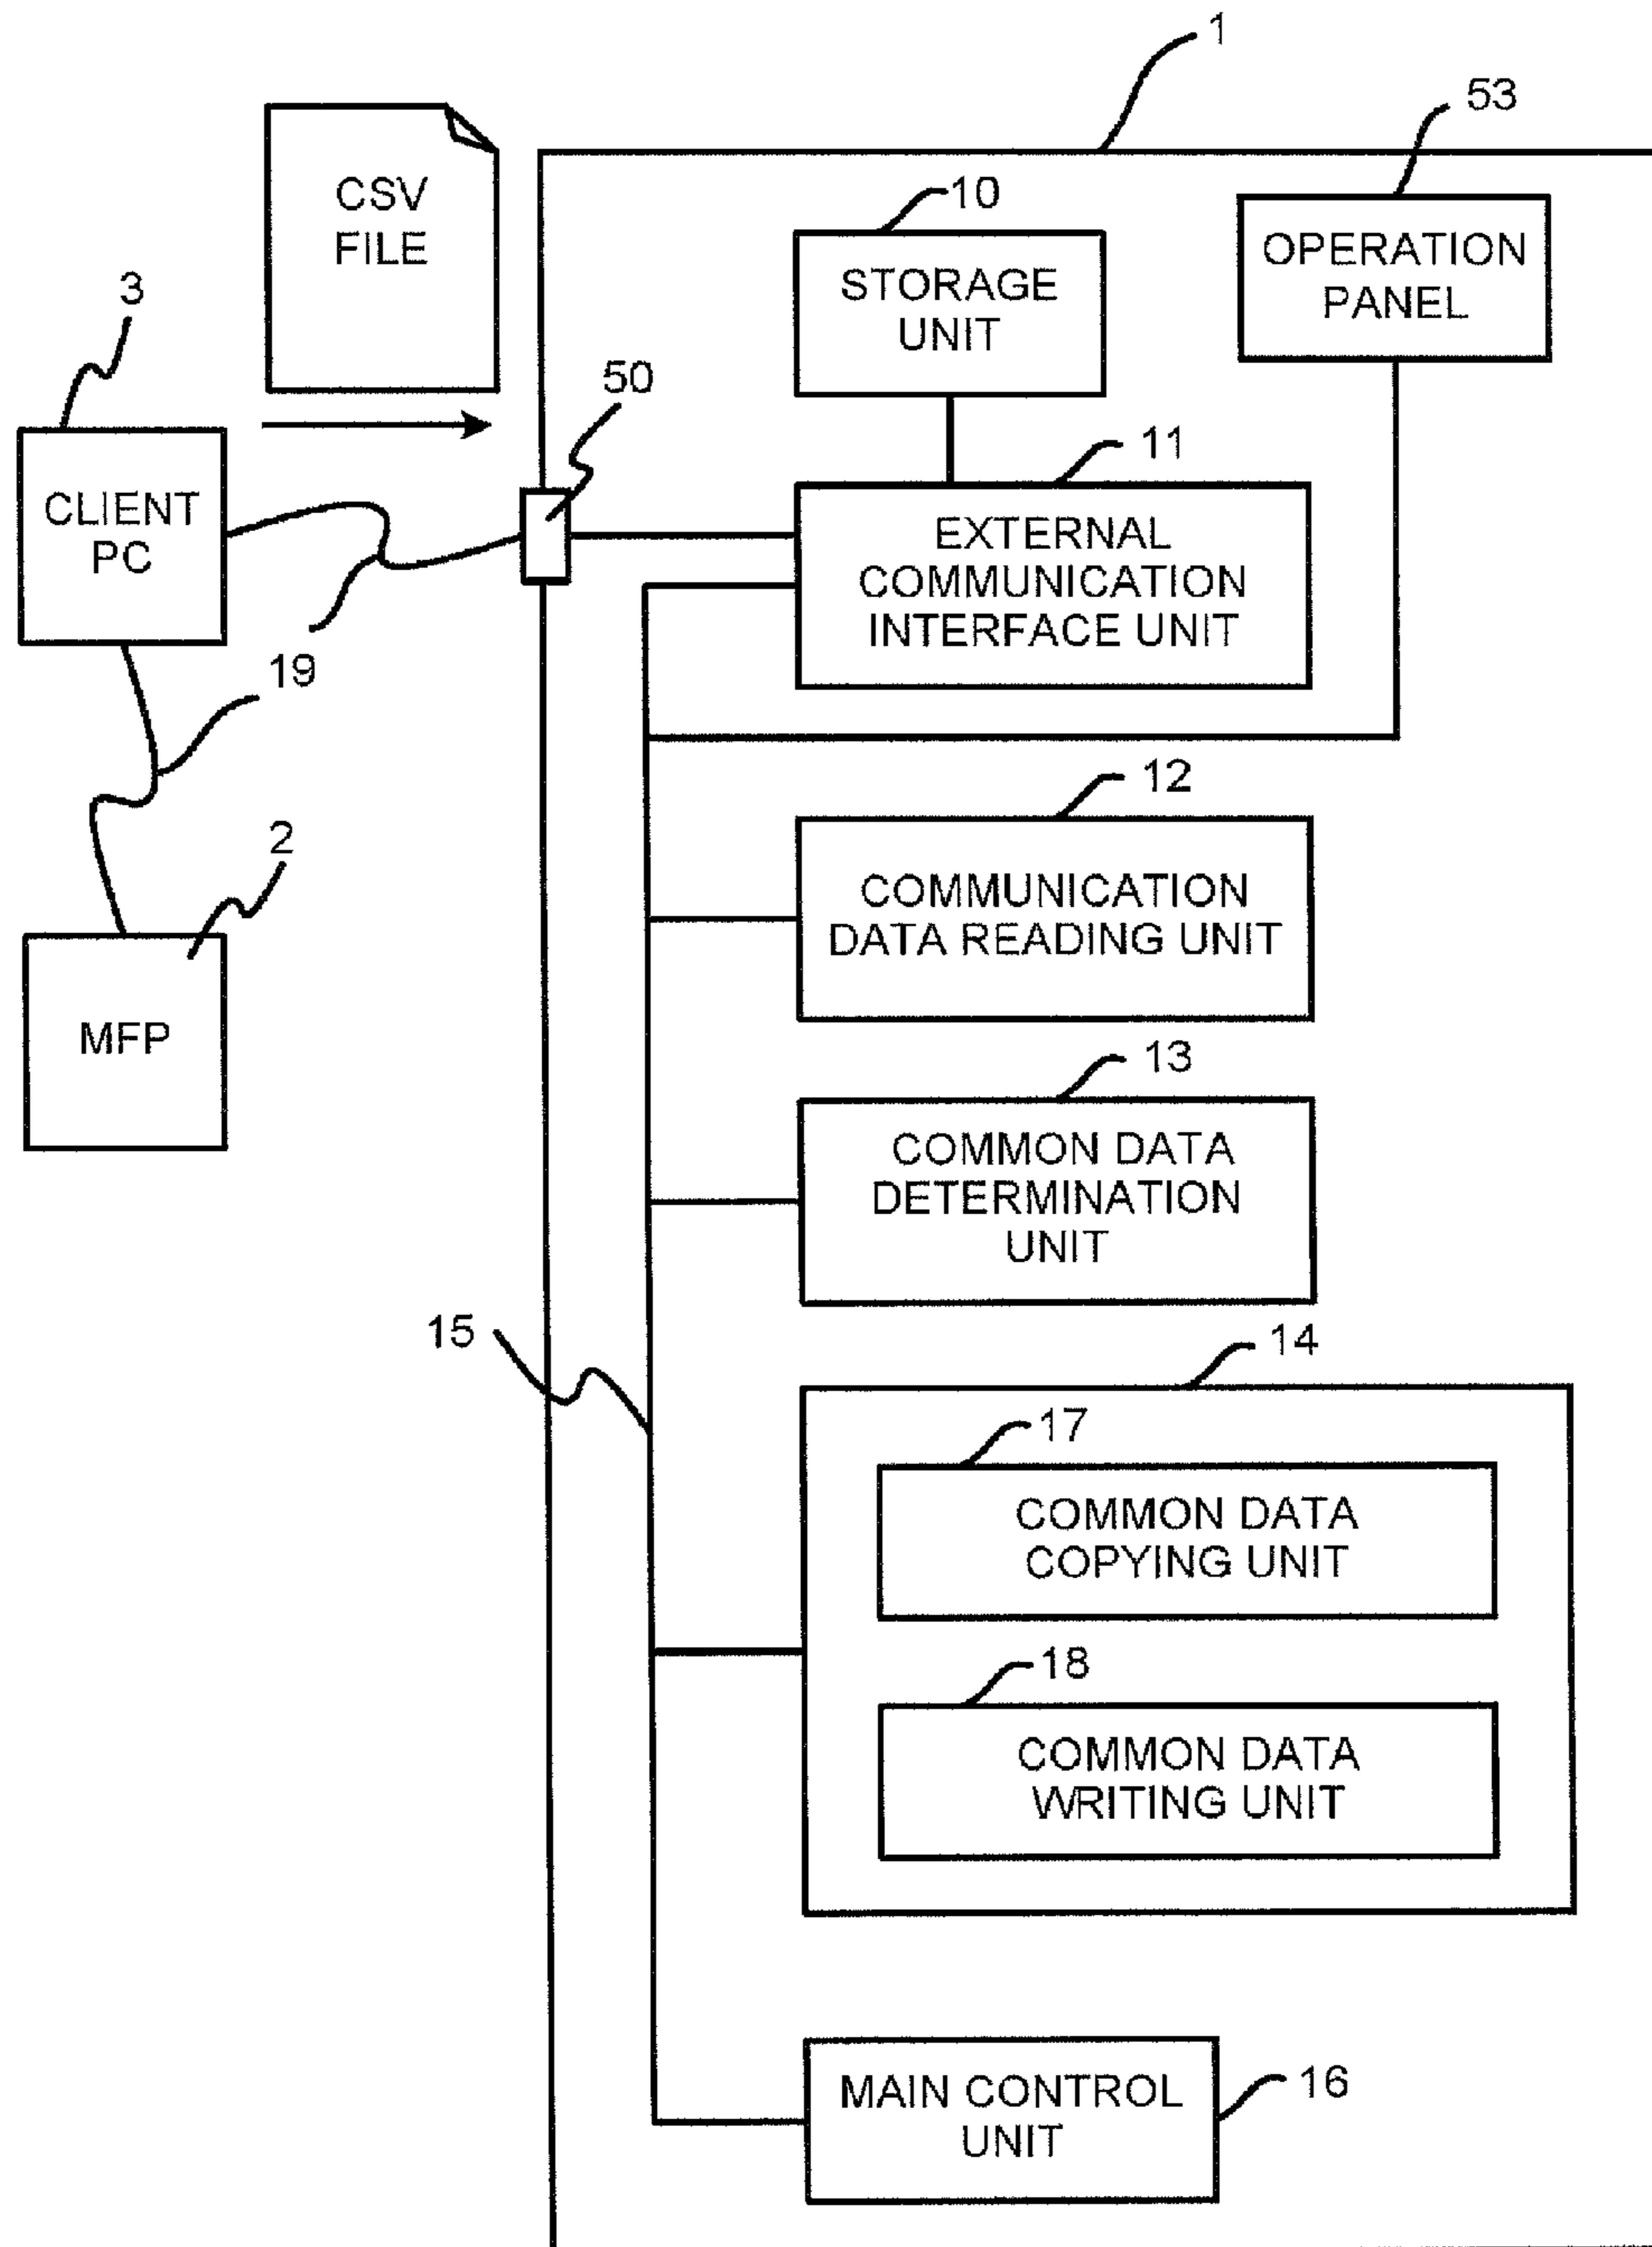 1
53
CSV
FILE
10
OPERATION
PANEL
3
STORAGE
UNIT
50
11
CLIENT
PC
EXTERNAL
COMMUNICATION
INTERFACE UNIT
19
12
2
COMMUNICATION
DATA READING UNIT
MFP
13
COMMON DATA
DETERMINATION
UNIT
15
14
17
COMMON DATA
COPYING UNIT
18
COMMON DATA
WRITING UNIT
MAIN CONTROL
UNIT
16